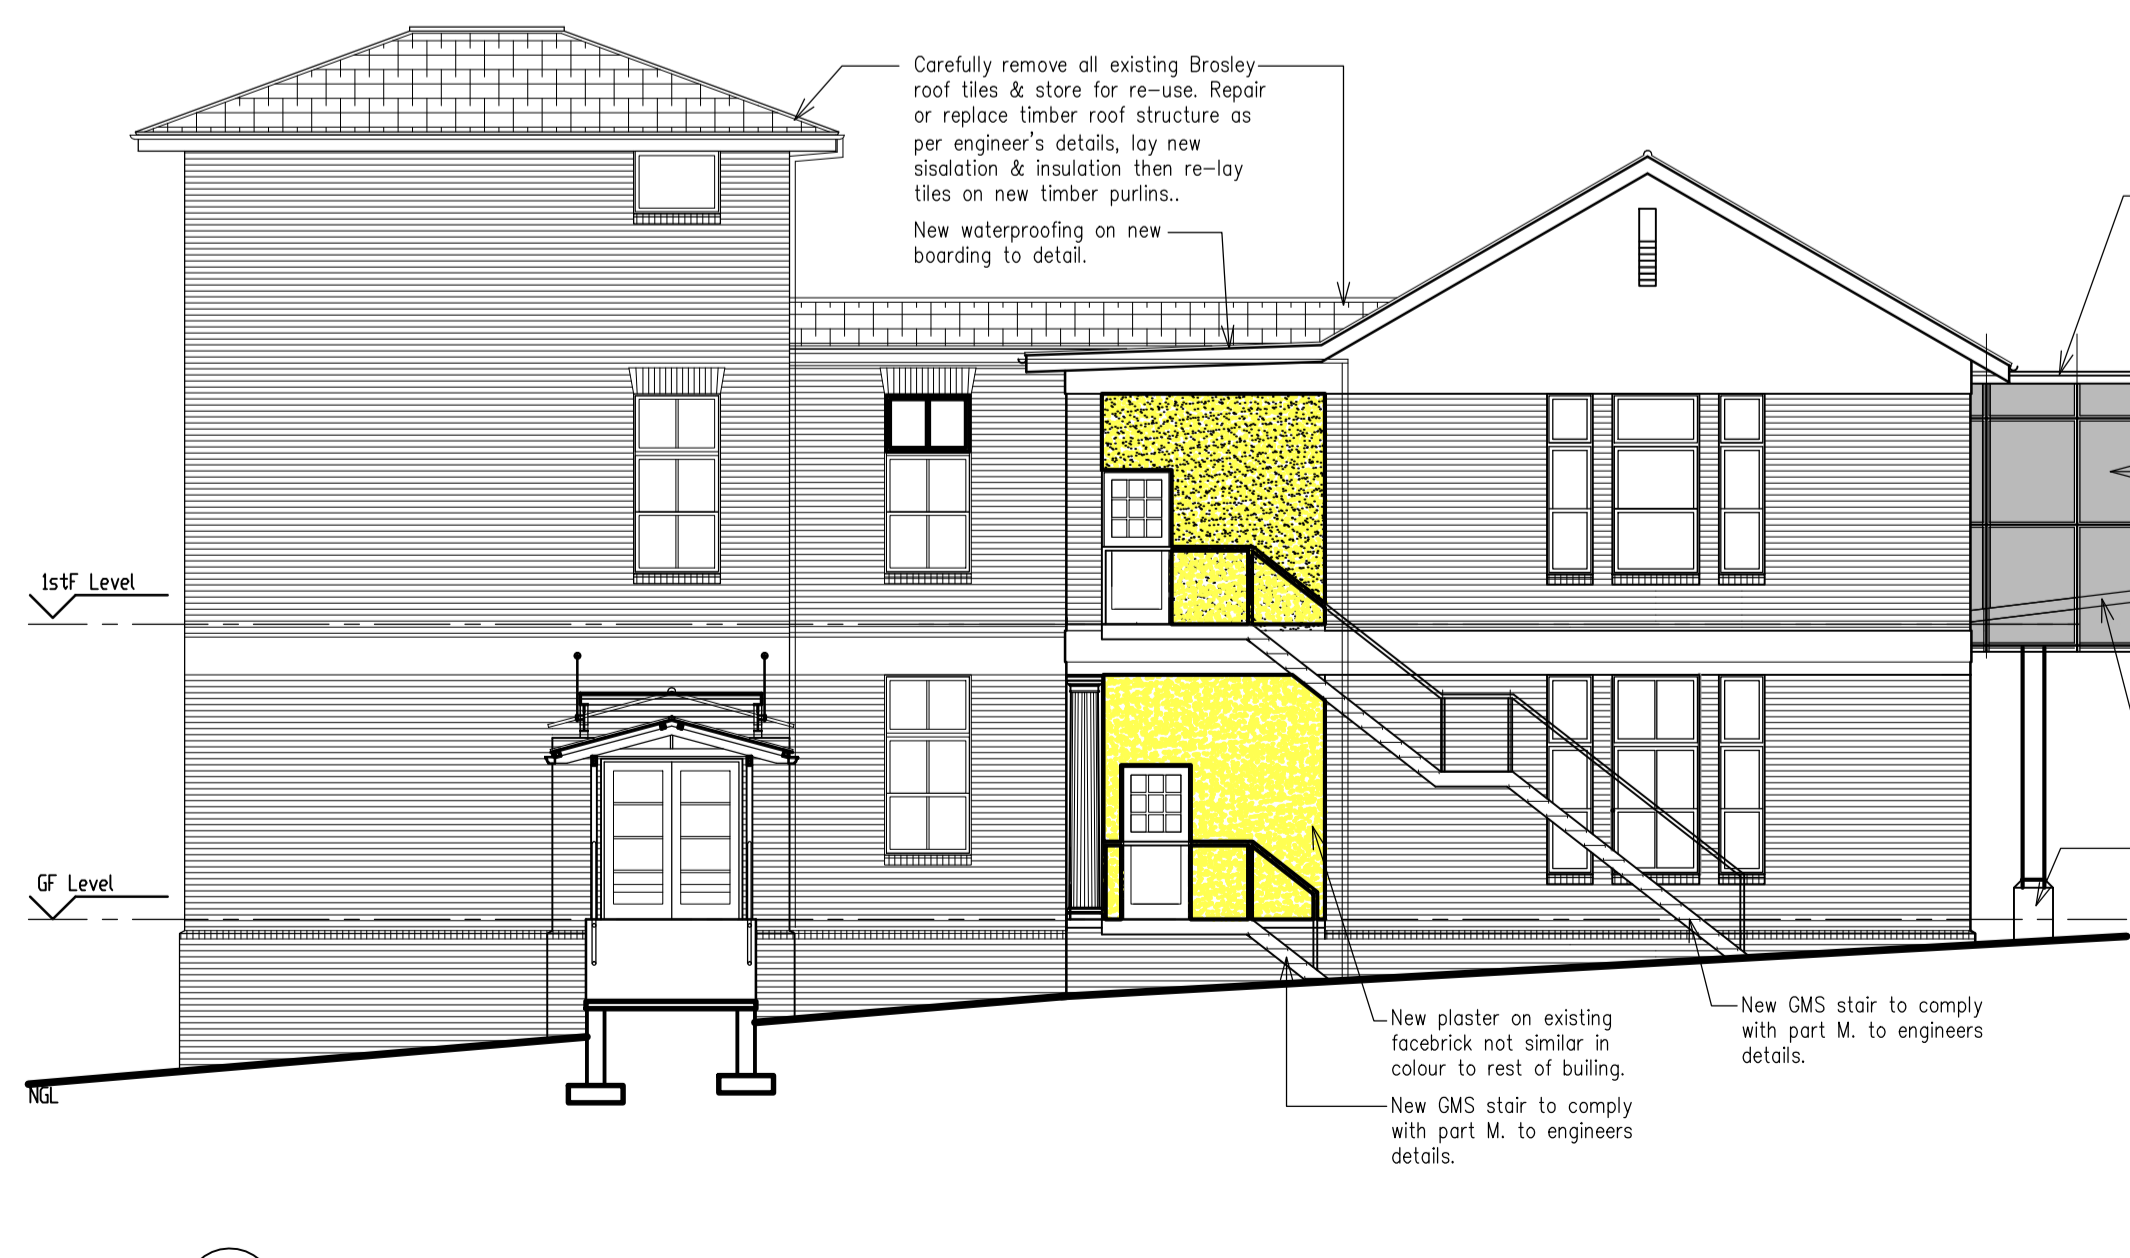 Carefully remove all existing Brosley
roof tiles & store for re-use. Repair
or replace timber roof structure as
per engineer's details, lay new
sisalation & insulation then re-lay
tiles on new timber purlins..
New waterproofing on new
boarding to detail.
1stF Level
GF Level
NGL
New plaster on existing
facebrick not similar in
colour to rest of builing.
New GMS stair to comply
with part M. to engineers
details.
New GMS stair to comply
with part M. to engineers
details.